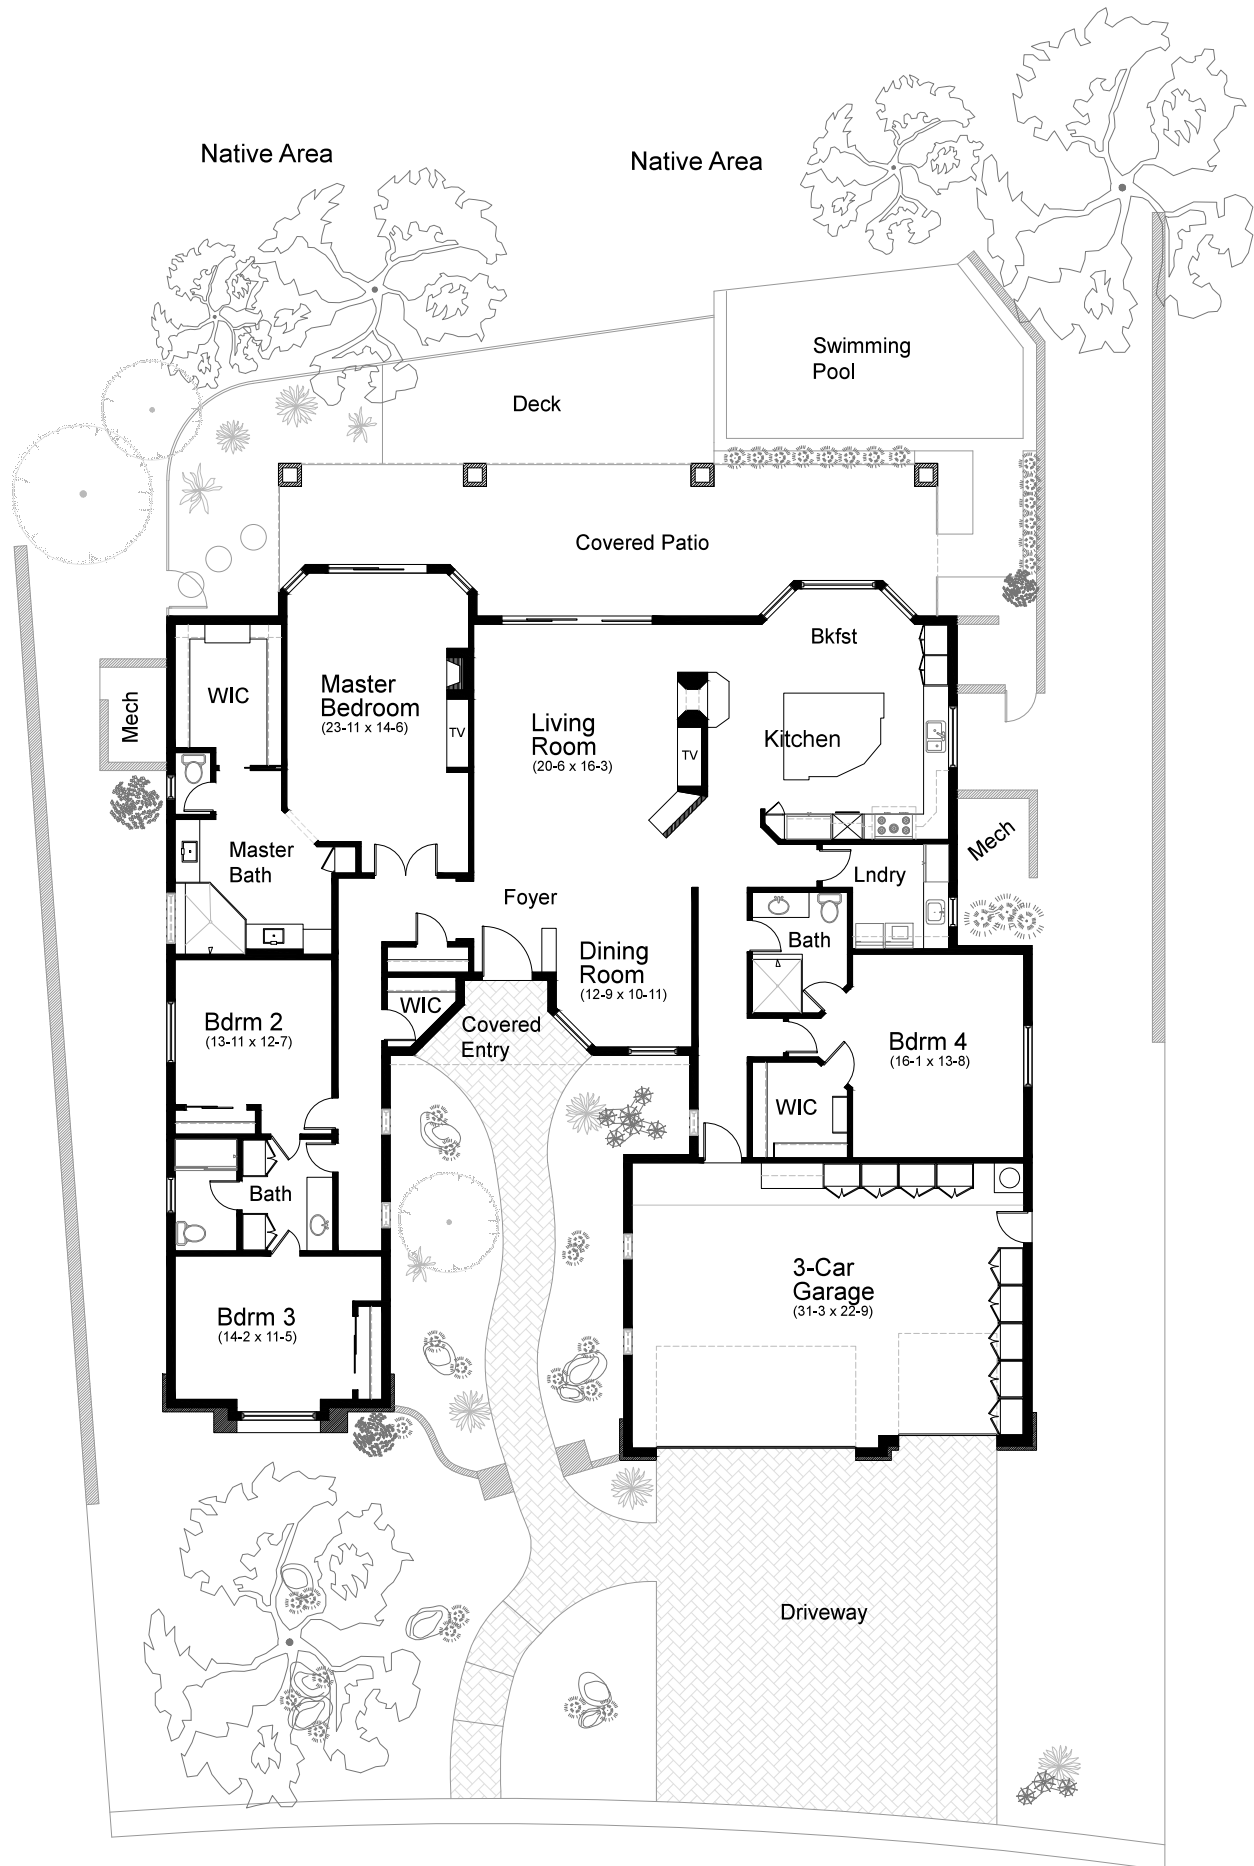 Native Area
Native Area
Swimming
Pool
Deck
Covered Patio
Bkfst
WIC
Master
Bedroom
(23-11 x 14-6)
Mech
TV
Living
Room
(20-6 x 16-3)
TV
Kitchen
Mech
Master
Bath
Lndry
Foyer
Bath
Dining
Room
(12-9 x 10-11)
WIC
Bdrm 2
(13-11 x 12-7)
Covered
Entry
Bdrm 4
(16-1 x 13-8)
WIC
Bath
3-Car
Garage
(31-3 x 22-9)
Bdrm 3
(14-2 x 11-5)
Driveway